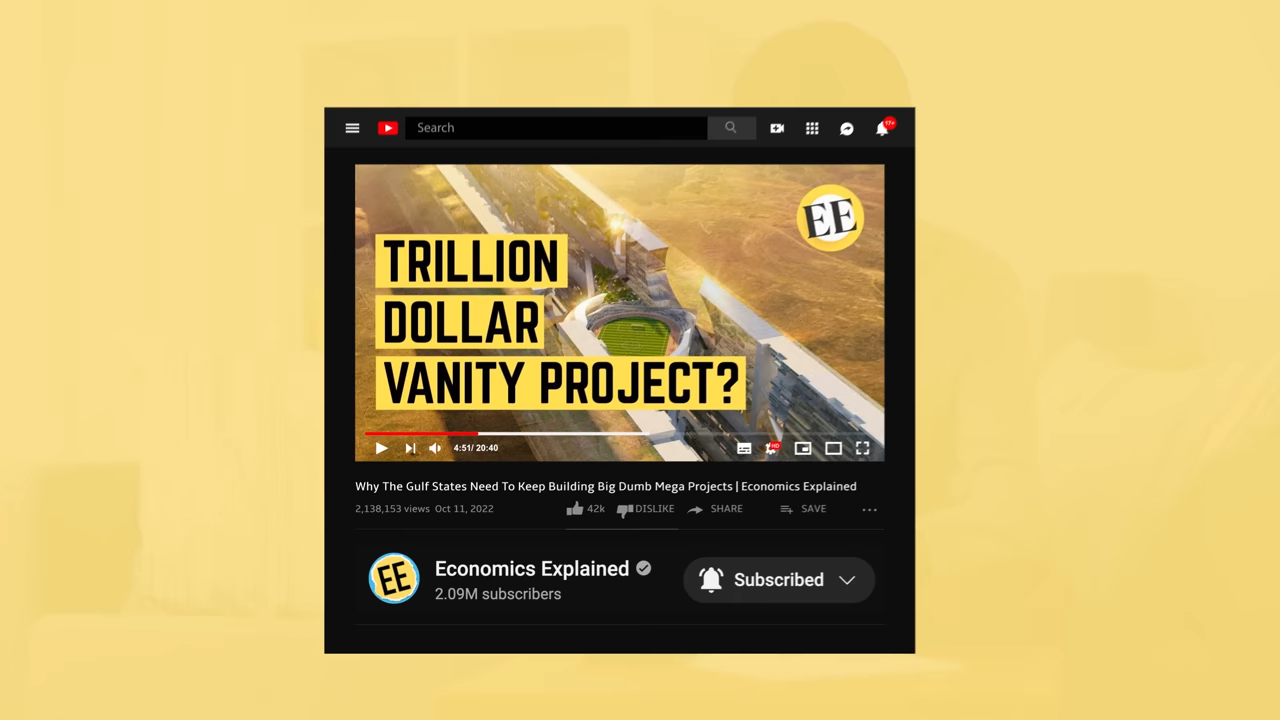 Search
17+
EE
TRILLION
DOLLAR
VANITY PROJECT?
4:51/ 20:40
HD
Why The Gulf States Need To Keep Building Big Dumb Mega Projects | Economics Explained
2,138,153 views Oct 11, 2022
42k DISLIKE SHARE SAVE
EE
Economics Explained
2.09M subscribers
Subscribed